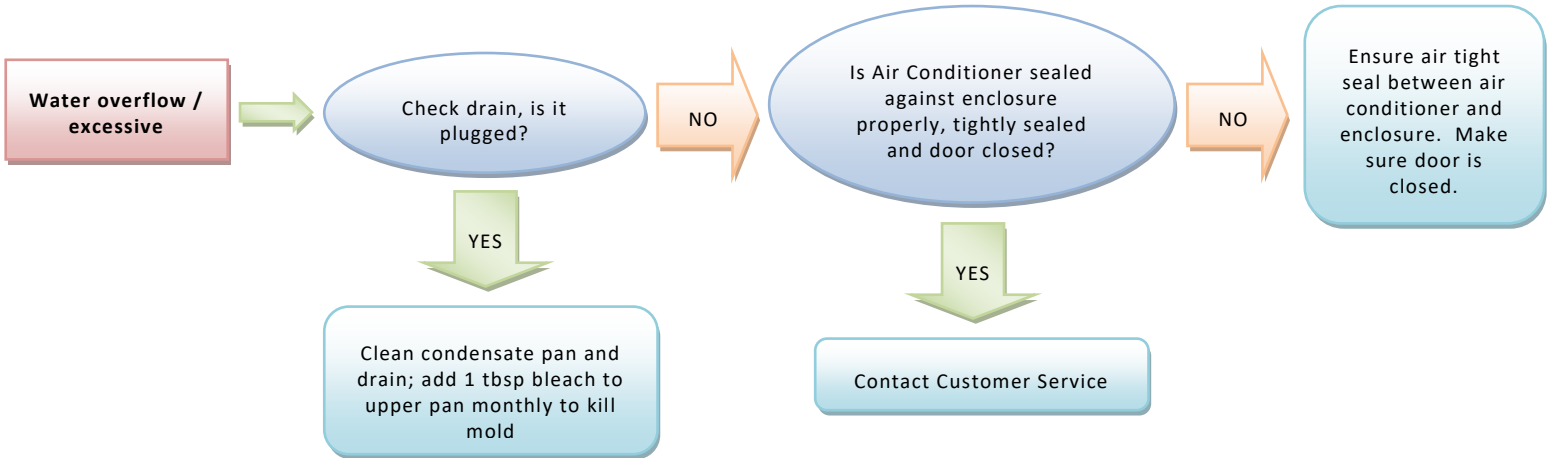 Water overflow /
excessive
Check drain, is it
plugged?
NO
Is Air Conditioner sealed
against enclosure
properly, tightly sealed
and door closed?
NO
Ensure air tight
seal between air
conditioner and
enclosure. Make
sure door is
closed.
YES
YES
Clean condensate pan and
drain; add 1 tbsp bleach to
upper pan monthly to kill
mold
Contact Customer Service